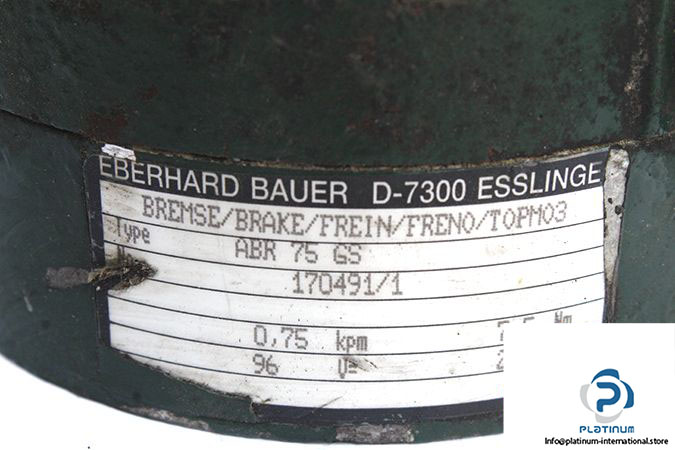 EBERHARD BAUER D-7300 ESSLINGE
BREMSE/BRAKE/FREIN/FRENO/TOPMO3
Type ABR 75 GS
170491/1
0,75 kpm Nm
96 V=
PLATINUM
info@platinum-international.store